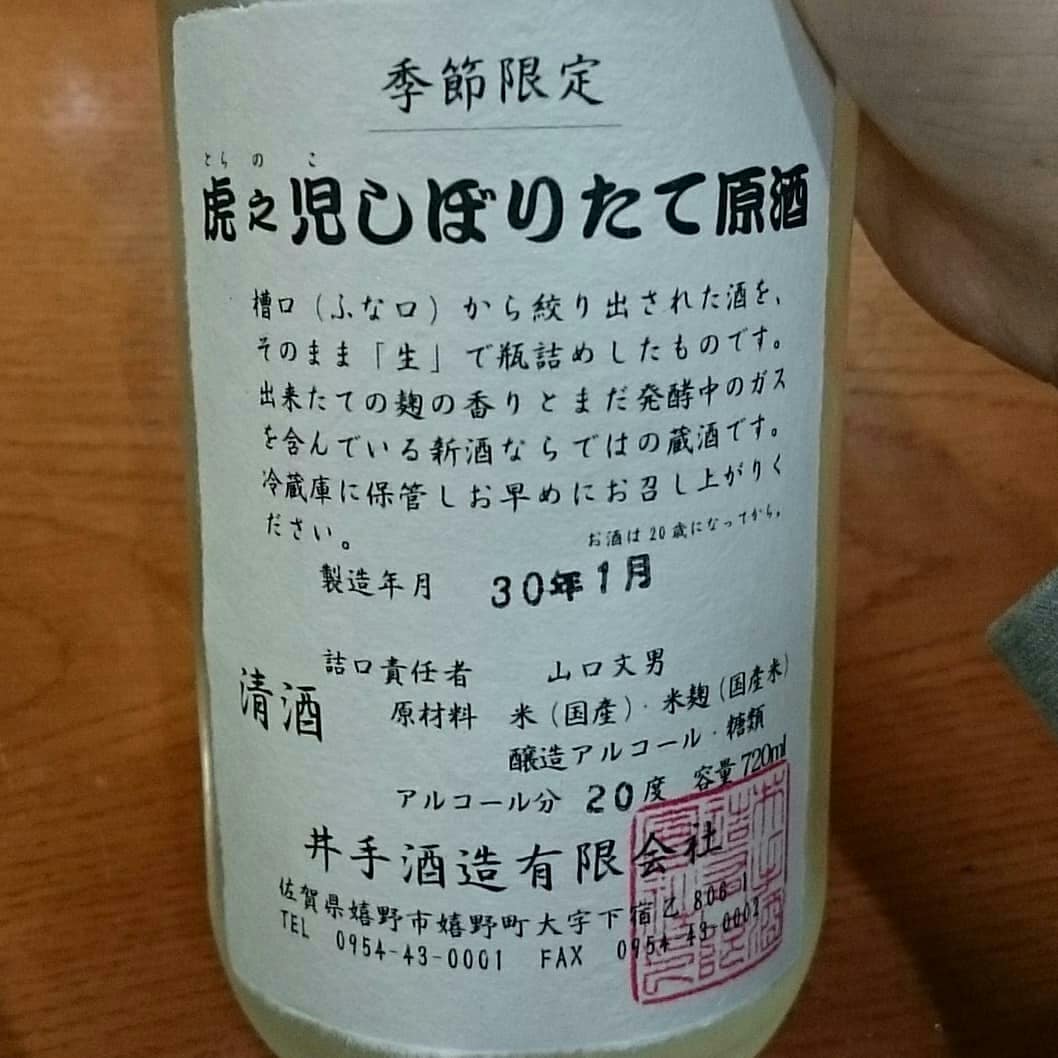 季節限定
とらのこ
虎之児しぼりたて原酒
槽口(ふな口)から絞り出された酒を、
そのまま「生」で瓶詰めしたものです。
出来たての麹の香りとまだ発酵中のガス
を含んでいる新酒ならではの蔵酒です。
冷蔵庫に保管しお早めにお召し上がりく
ださい。
お酒は20歳になってから。
製造年月 30年1月
詰口責任者 山口文男
清酒
原材料 米(国産)・米麹(国産米)
醸造アルコール・糖類
アルコール分 20度 容量720ml
井手酒造有限会社
佐賀県嬉野市嬉野町大字下宿乙806-1
TEL 0954-43-0001 FAX 0954-43-0003